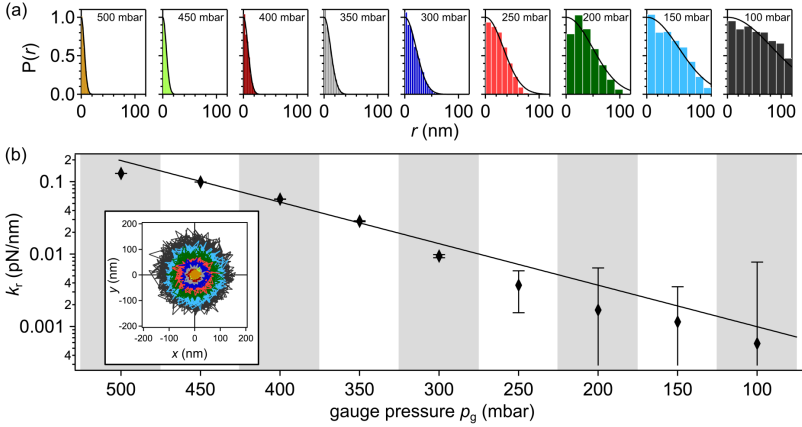 (a)
500 mbar 450 mbar 400 mbar 350 mbar 300 mbar 250 mbar 200 mbar 150 mbar 100 mbar
P(r)
1.0
0.5
0.0
0 100 0 100 0 100 0 100 0 100 0 100 0 100 0 100 0 100
r (nm)
(b)
kr (pN/nm)
2
0.1
4
2
0.01
4
2
0.001
4
y (nm)
200
100
0
-100
-200
-200 -100 0 100 200
x (nm)
500 450 400 350 300 250 200 150 100
gauge pressure pg (mbar)